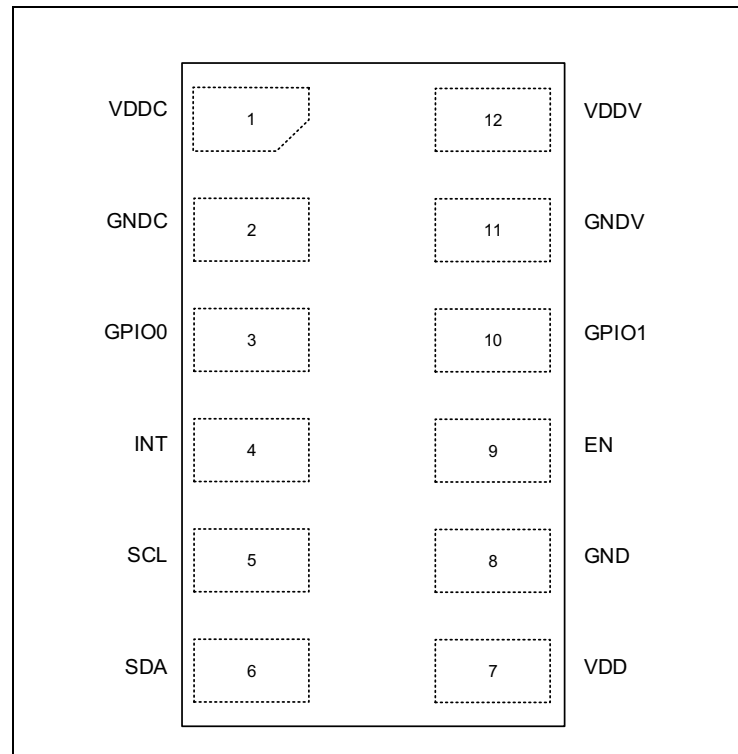 VDDC 1 12 VDDV
GNDC 2 11 GNDV
GPIO0 3 10 GPIO1
INT 4 9 EN
SCL 5 8 GND
SDA 6 7 VDD